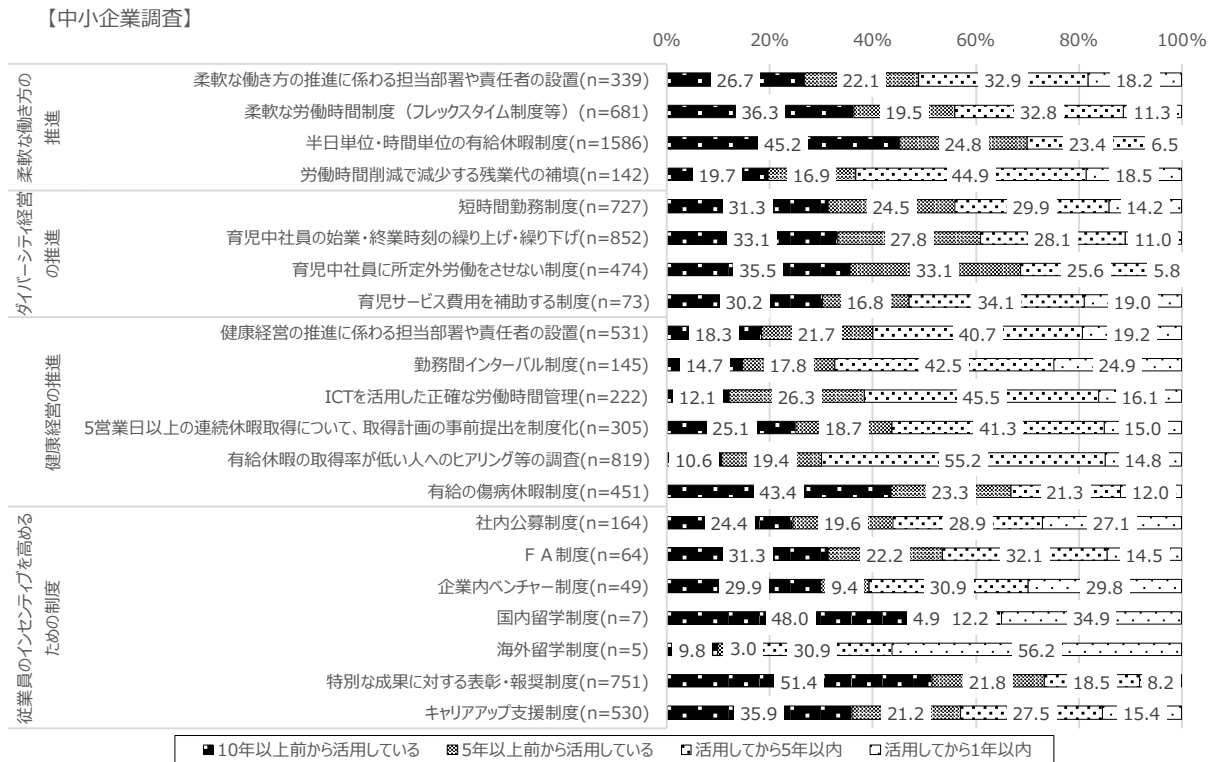 【中小企業調査】
0% 20% 40% 60% 80% 100%
柔軟な働き方の推進
柔軟な働き方の推進に係わる担当部署や責任者の設置(n=339) 26.7 22.1 32.9 18.2
柔軟な労働時間制度（フレックスタイム制度等）(n=681) 36.3 19.5 32.8 11.3
半日単位・時間単位の有給休暇制度(n=1586) 45.2 24.8 23.4 6.5
労働時間削減で減少する残業代の補填(n=142) 19.7 16.9 44.9 18.5
ダイバーシティ経営の推進
短時間勤務制度(n=727) 31.3 24.5 29.9 14.2
育児中社員の始業・終業時刻の繰り上げ・繰り下げ(n=852) 33.1 27.8 28.1 11.0
育児中社員に所定外労働をさせない制度(n=474) 35.5 33.1 25.6 5.8
育児サービス費用を補助する制度(n=73) 30.2 16.8 34.1 19.0
健康経営の推進
健康経営の推進に係わる担当部署や責任者の設置(n=531) 18.3 21.7 40.7 19.2
勤務間インターバル制度(n=145) 14.7 17.8 42.5 24.9
ICTを活用した正確な労働時間管理(n=222) 12.1 26.3 45.5 16.1
5営業日以上の連続休暇取得について、取得計画の事前提出を制度化(n=305) 25.1 18.7 41.3 15.0
有給休暇の取得率が低い人へのヒアリング等の調査(n=819) 10.6 19.4 55.2 14.8
有給の傷病休暇制度(n=451) 43.4 23.3 21.3 12.0
従業員のインセンティブを高めるための制度
社内公募制度(n=164) 24.4 19.6 28.9 27.1
ＦＡ制度(n=64) 31.3 22.2 32.1 14.5
企業内ベンチャー制度(n=49) 29.9 9.4 30.9 29.8
国内留学制度(n=7) 48.0 4.9 12.2 34.9
海外留学制度(n=5) 9.8 3.0 30.9 56.2
特別な成果に対する表彰・報奨制度(n=751) 51.4 21.8 18.5 8.2
キャリアアップ支援制度(n=530) 35.9 21.2 27.5 15.4
10年以上前から活用している 5年以上前から活用している 活用してから5年以内 活用してから1年以内